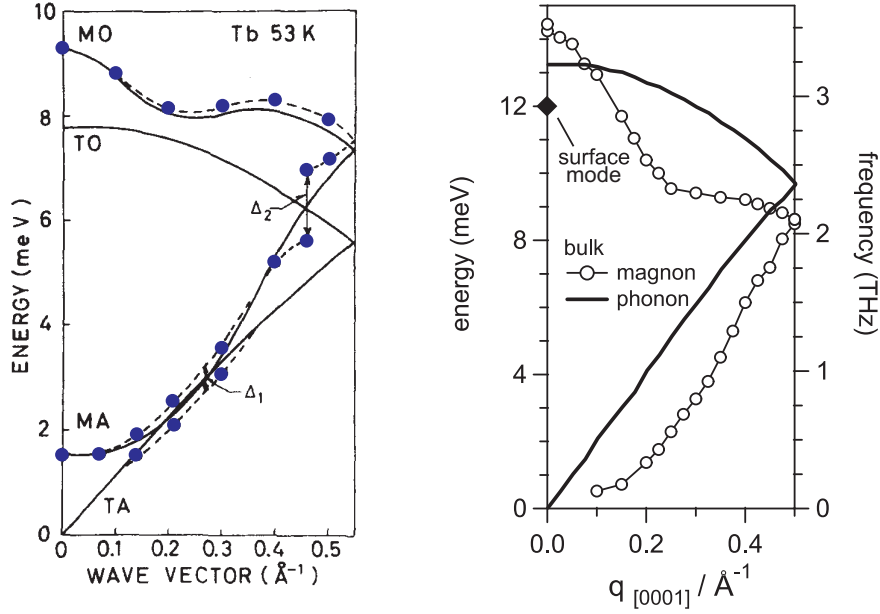 10
8
6
4
2
0
ENERGY (me V)
MO
Tb 53 K
TO
Δ2
Δ1
MA
TA
0 0.1 0.2 0.3 0.4 0.5
WAVE VECTOR (Å-1)
12
8
4
0
energy (meV)
surface
mode
bulk
magnon
phonon
3
2
1
0
frequency (THz)
0.0 0.2 0.4
q [0001] / Å-1